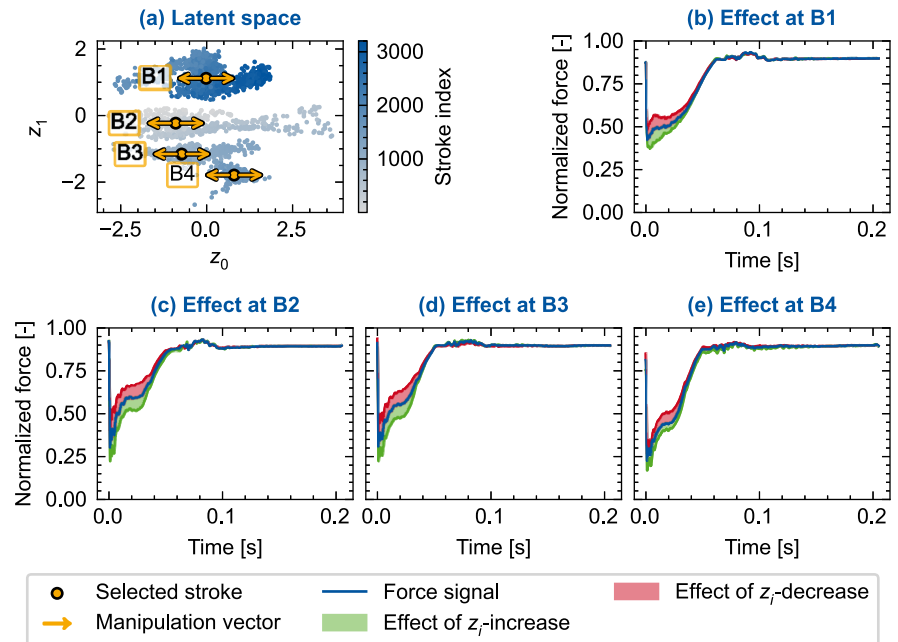 (a) Latent space
2
0
−2
z1
−2.5
0.0
2.5
z0
B1
B2
B3
B4
3000
2000
1000
Stroke index
(b) Effect at B1
Normalized force [-]
1.00
0.75
0.50
0.25
0.00
0.0
0.1
0.2
Time [s]
(c) Effect at B2
Normalized force [-]
1.00
0.75
0.50
0.25
0.00
0.0
0.1
0.2
Time [s]
(d) Effect at B3
0.0
0.1
0.2
Time [s]
(e) Effect at B4
0.0
0.1
0.2
Time [s]
Selected stroke
Manipulation vector
Force signal
Effect of zi-increase
Effect of zi-decrease